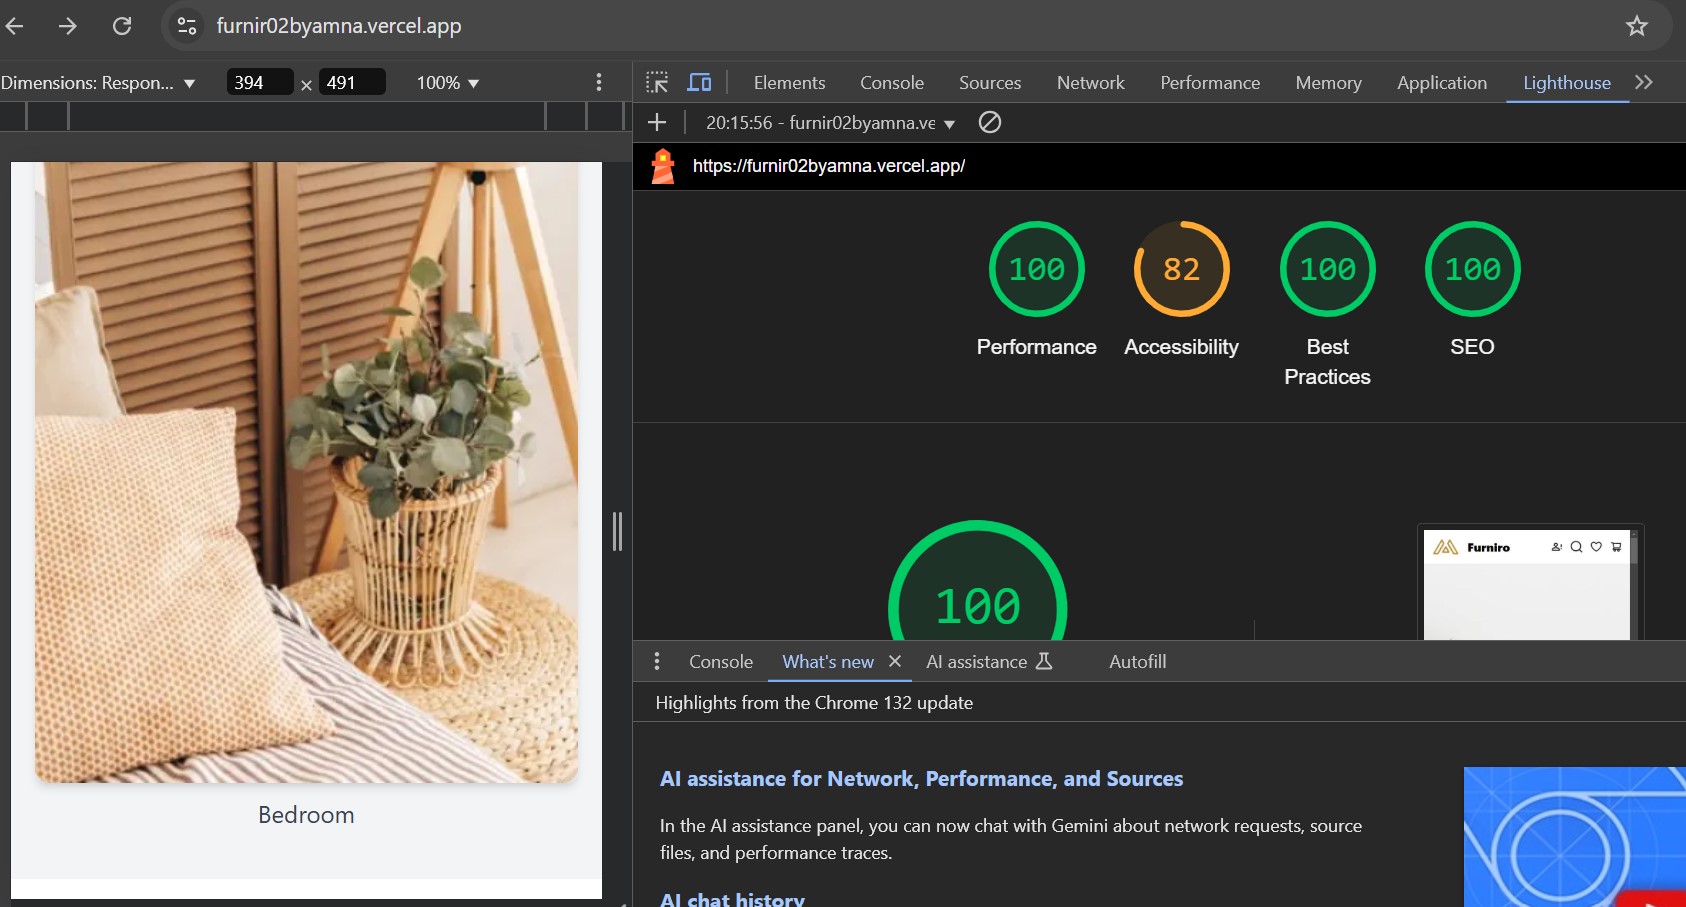 furnir02byamna.vercel.app
Dimensions: Respon... 394 × 491 100%
Elements Console Sources Network Performance Memory Application Lighthouse
20:15:56 - furnir02byamna.ve
https://furnir02byamna.vercel.app/
100 82 100 100
Performance Accessibility Best Practices SEO
100
Furniro
Bedroom
Console What's new AI assistance Autofill
Highlights from the Chrome 132 update
AI assistance for Network, Performance, and Sources
In the AI assistance panel, you can now chat with Gemini about network requests, source
files, and performance traces.
AI chat history